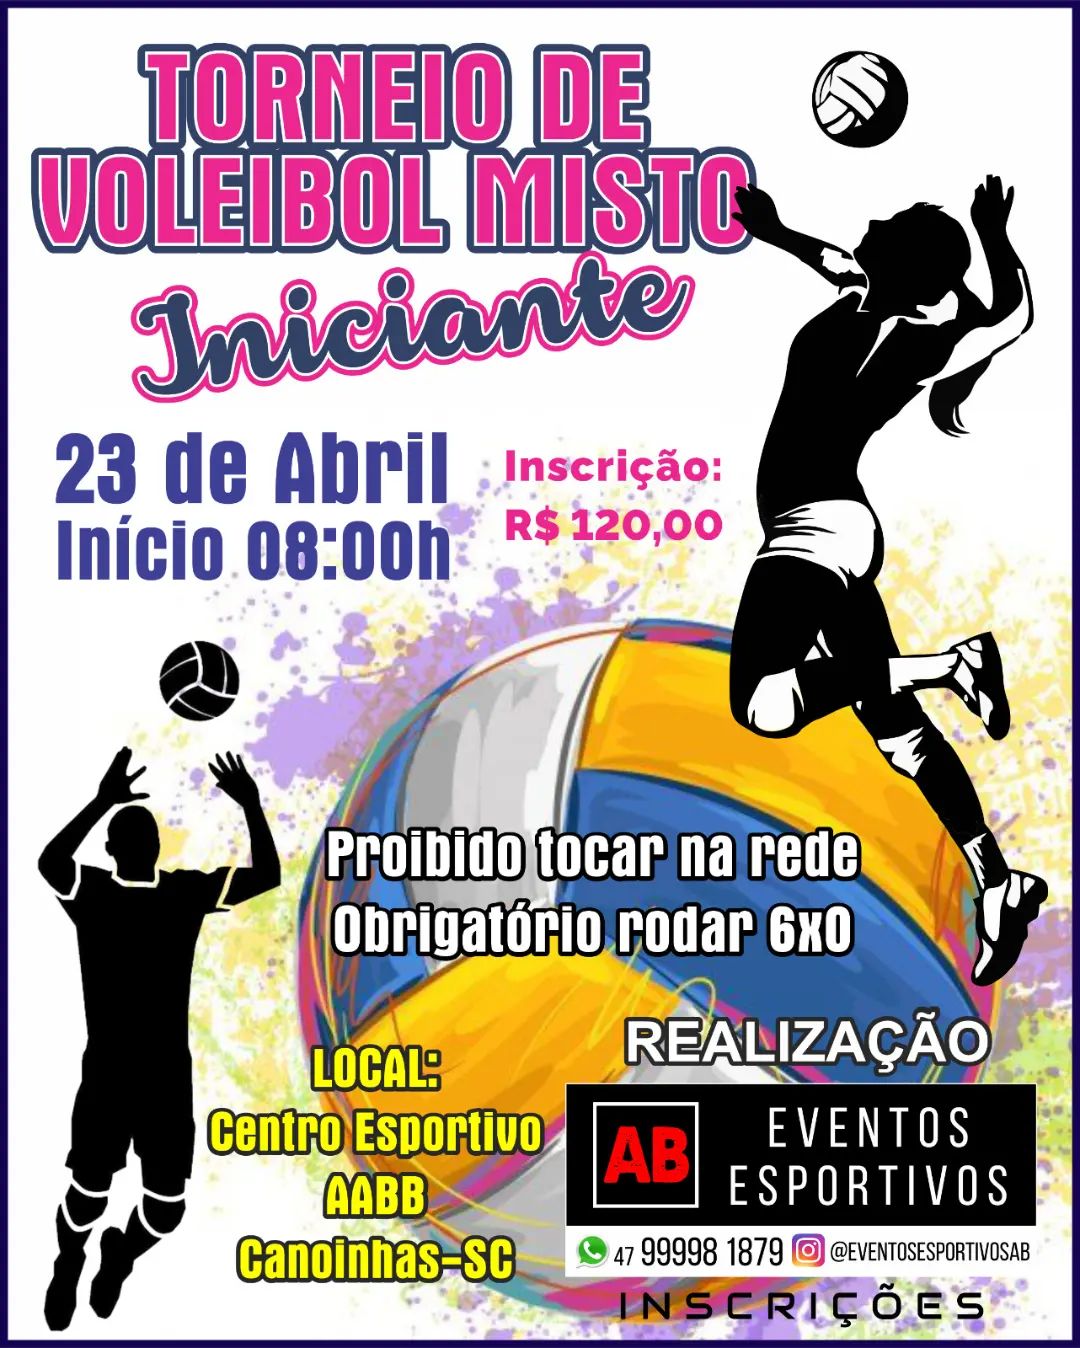 TORNEIO DE
VOLEIBOL MISTO
Iniciante
23 de Abril
Início 08:00h
Inscrição:
R$ 120,00
Proibido tocar na rede
Obrigatório rodar 6x0
LOCAL:
Centro Esportivo
AABB
Canoinhas-SC
REALIZAÇÃO
AB
EVENTOS
ESPORTIVOS
47 99998 1879 @EVENTOSESPORTIVOSAB
INSCRIÇÕES